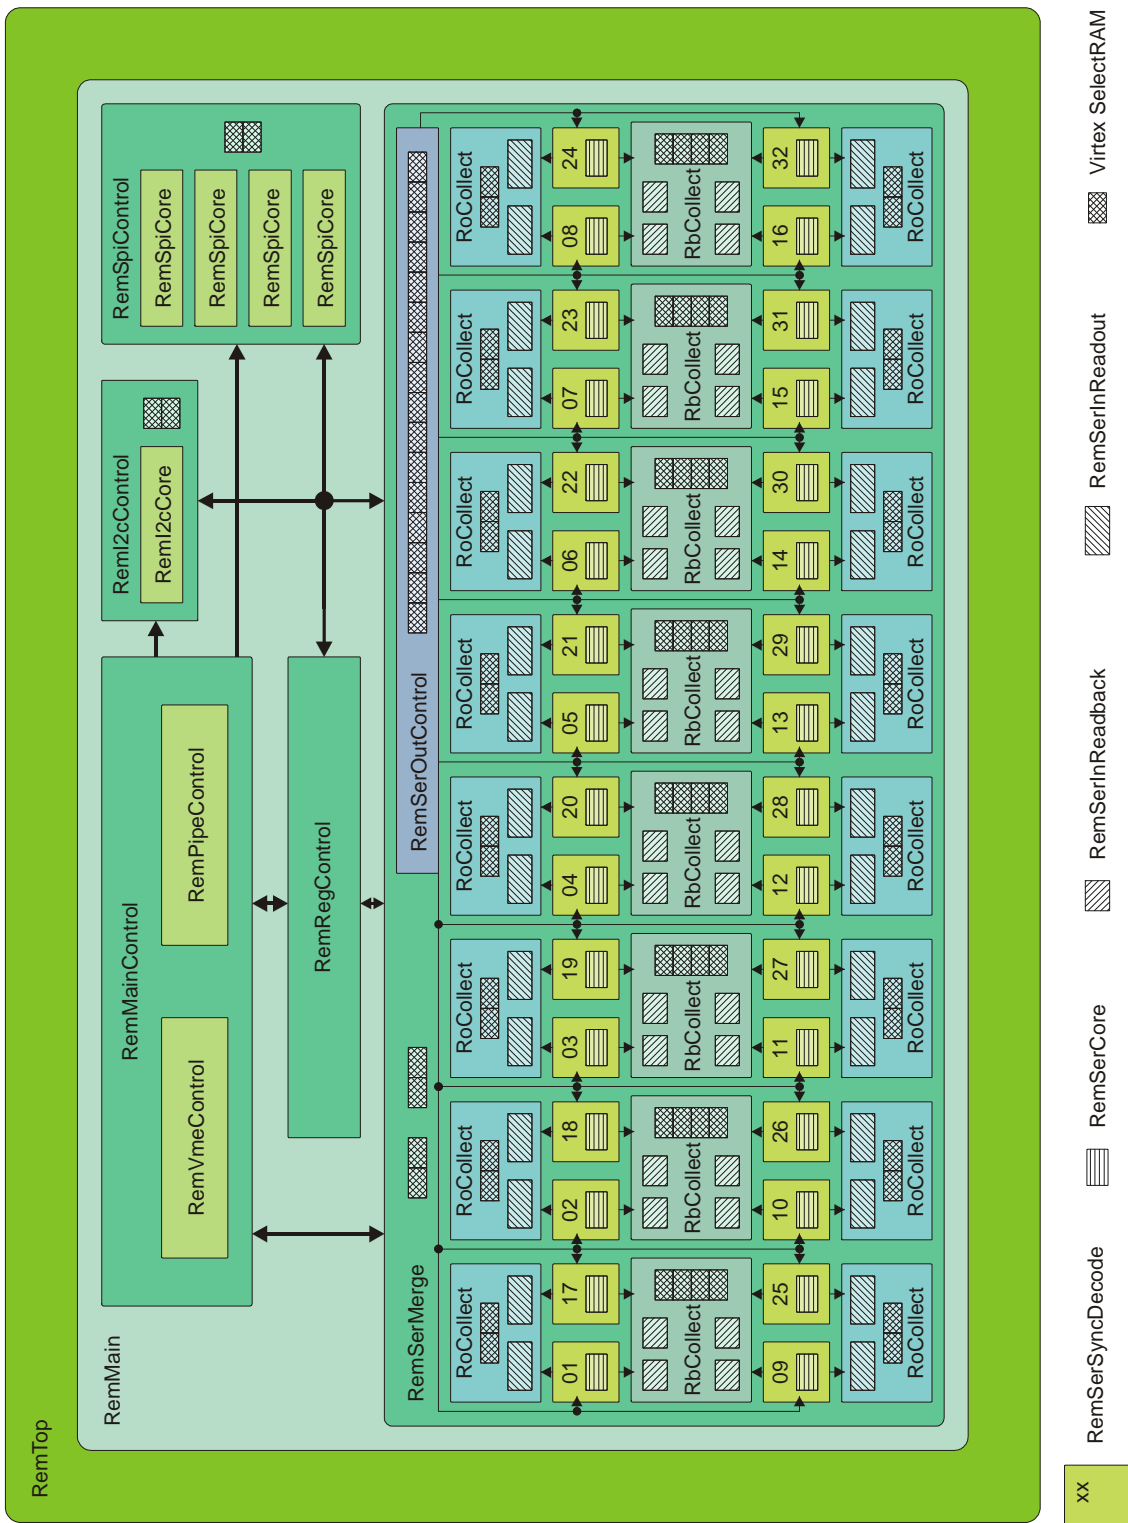 RemTop
RemMain
RemMainControl
RemVmeControl
RemPipeControl
RemI2cControl
RemI2cCore
RemSpiControl
RemSpiCore
RemSpiCore
RemSpiCore
RemSpiCore
RemRegControl
RemSerMerge
RemSerOutControl
RoCollect RoCollect RoCollect RoCollect RoCollect RoCollect RoCollect RoCollect
01 17 02 18 03 19 04 20 05 21 06 22 07 23 08 24
RbCollect RbCollect RbCollect RbCollect RbCollect RbCollect RbCollect RbCollect
09 25 10 26 11 27 12 28 13 29 14 30 15 31 16 32
RoCollect RoCollect RoCollect RoCollect RoCollect RoCollect RoCollect RoCollect
xx RemSerSyncDecode RemSerCore RemSerInReadback RemSerInReadout Virtex SelectRAM